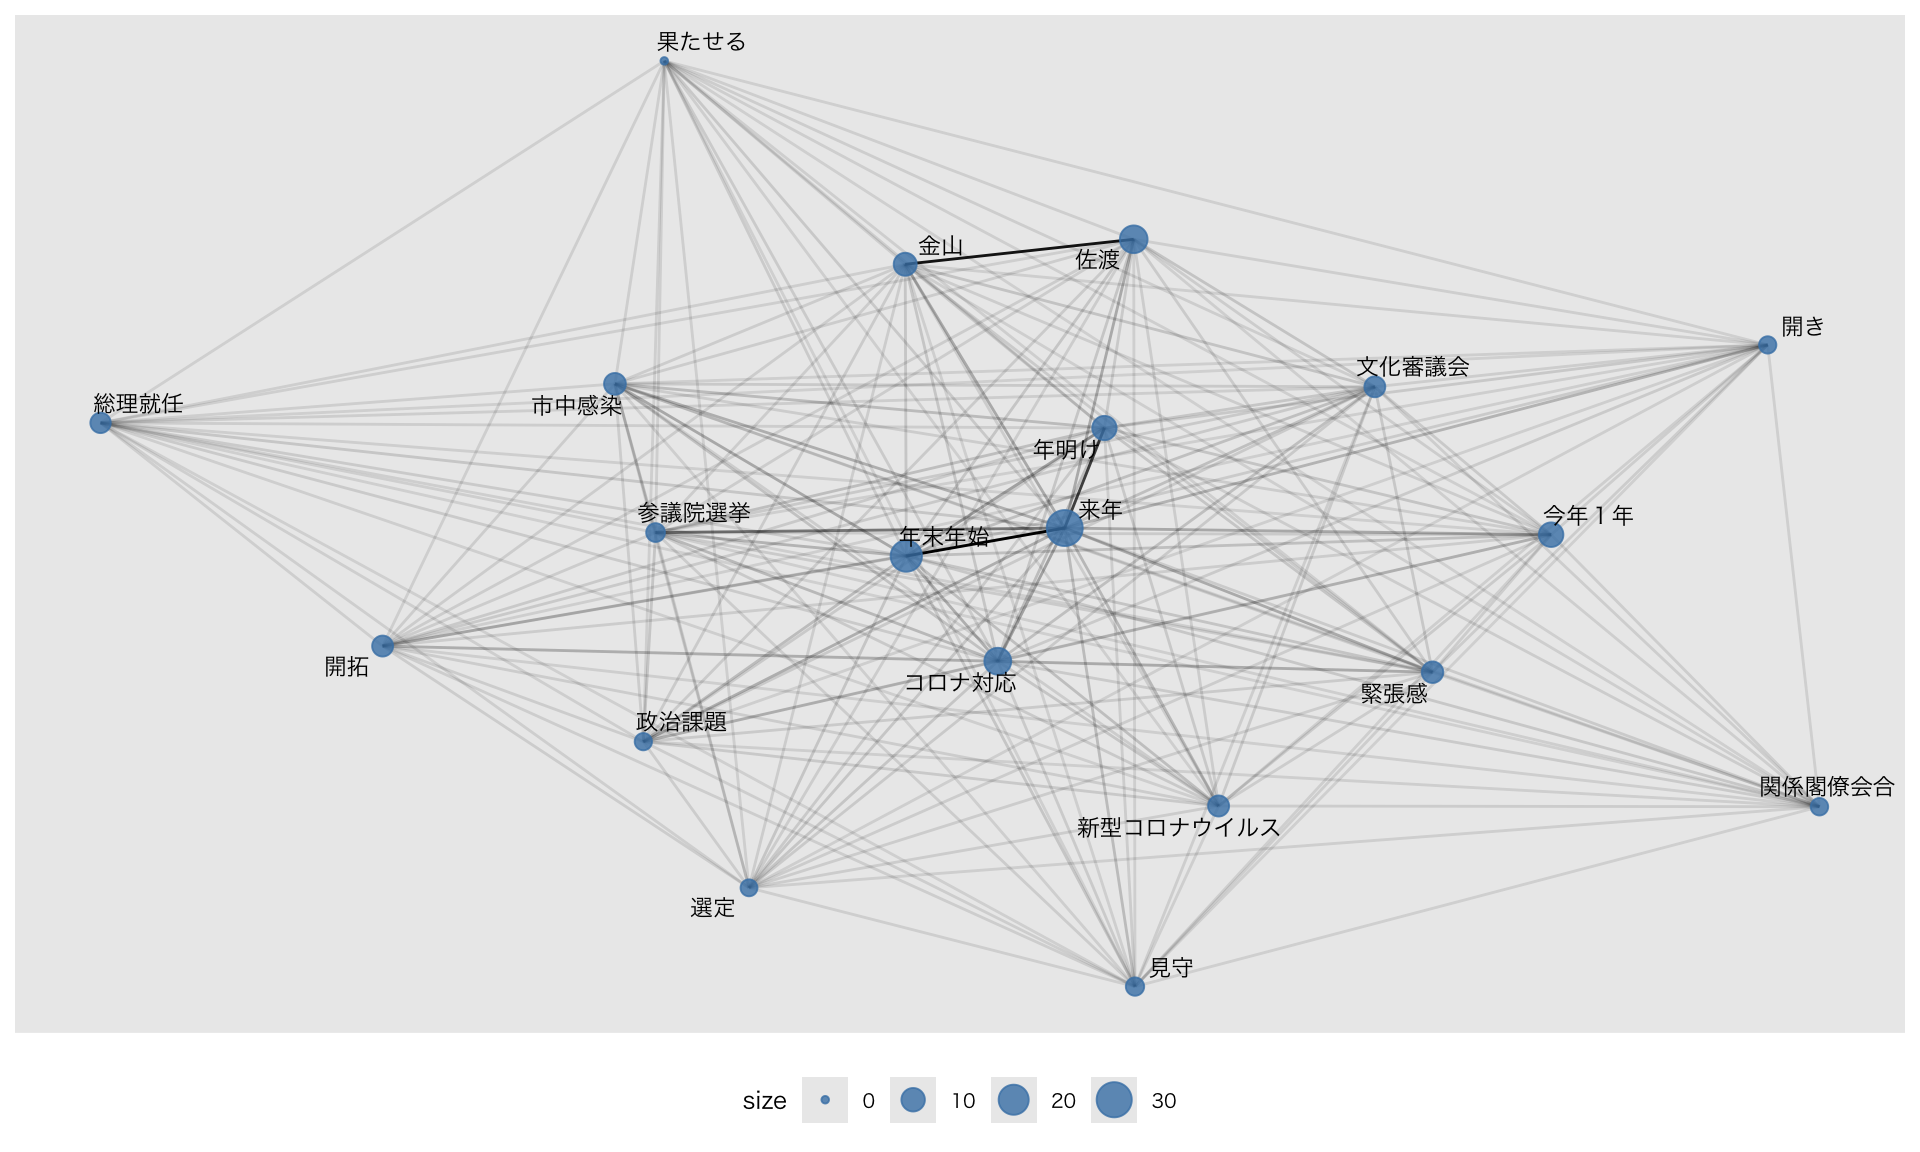 果たせる
金山
佐渡
開き
文化審議会
総理就任
市中感染
年明け
参議院選挙
来年
今年１年
年末年始
開拓
コロナ対応
緊張感
政治課題
関係閣僚会合
新型コロナウイルス
選定
見守
size 0 10 20 30